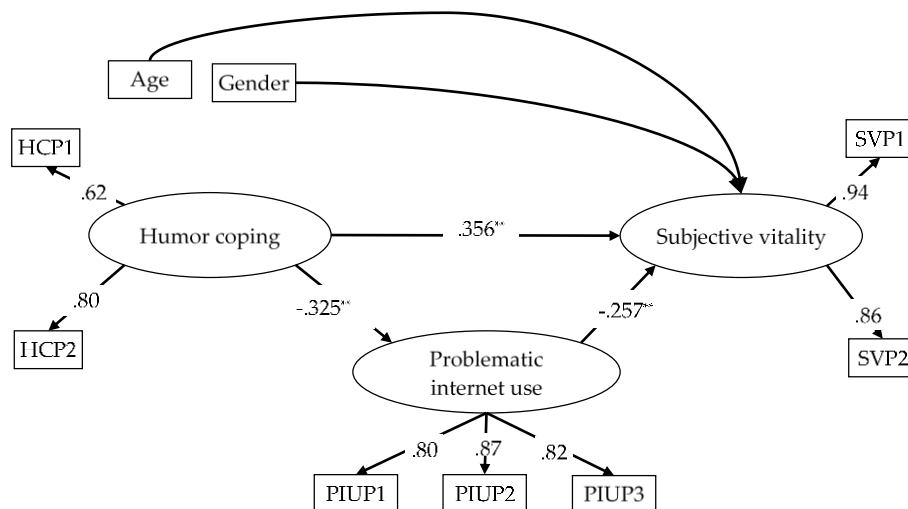 Age
Gender
HCP1
SVP1
.62
.94
Humor coping
.356**
Subjective vitality
.80
-.325**
-.257**
.86
HCP2
SVP2
Problematic
internet use
.80
.87
.82
PIUP1
PIUP2
PIUP3